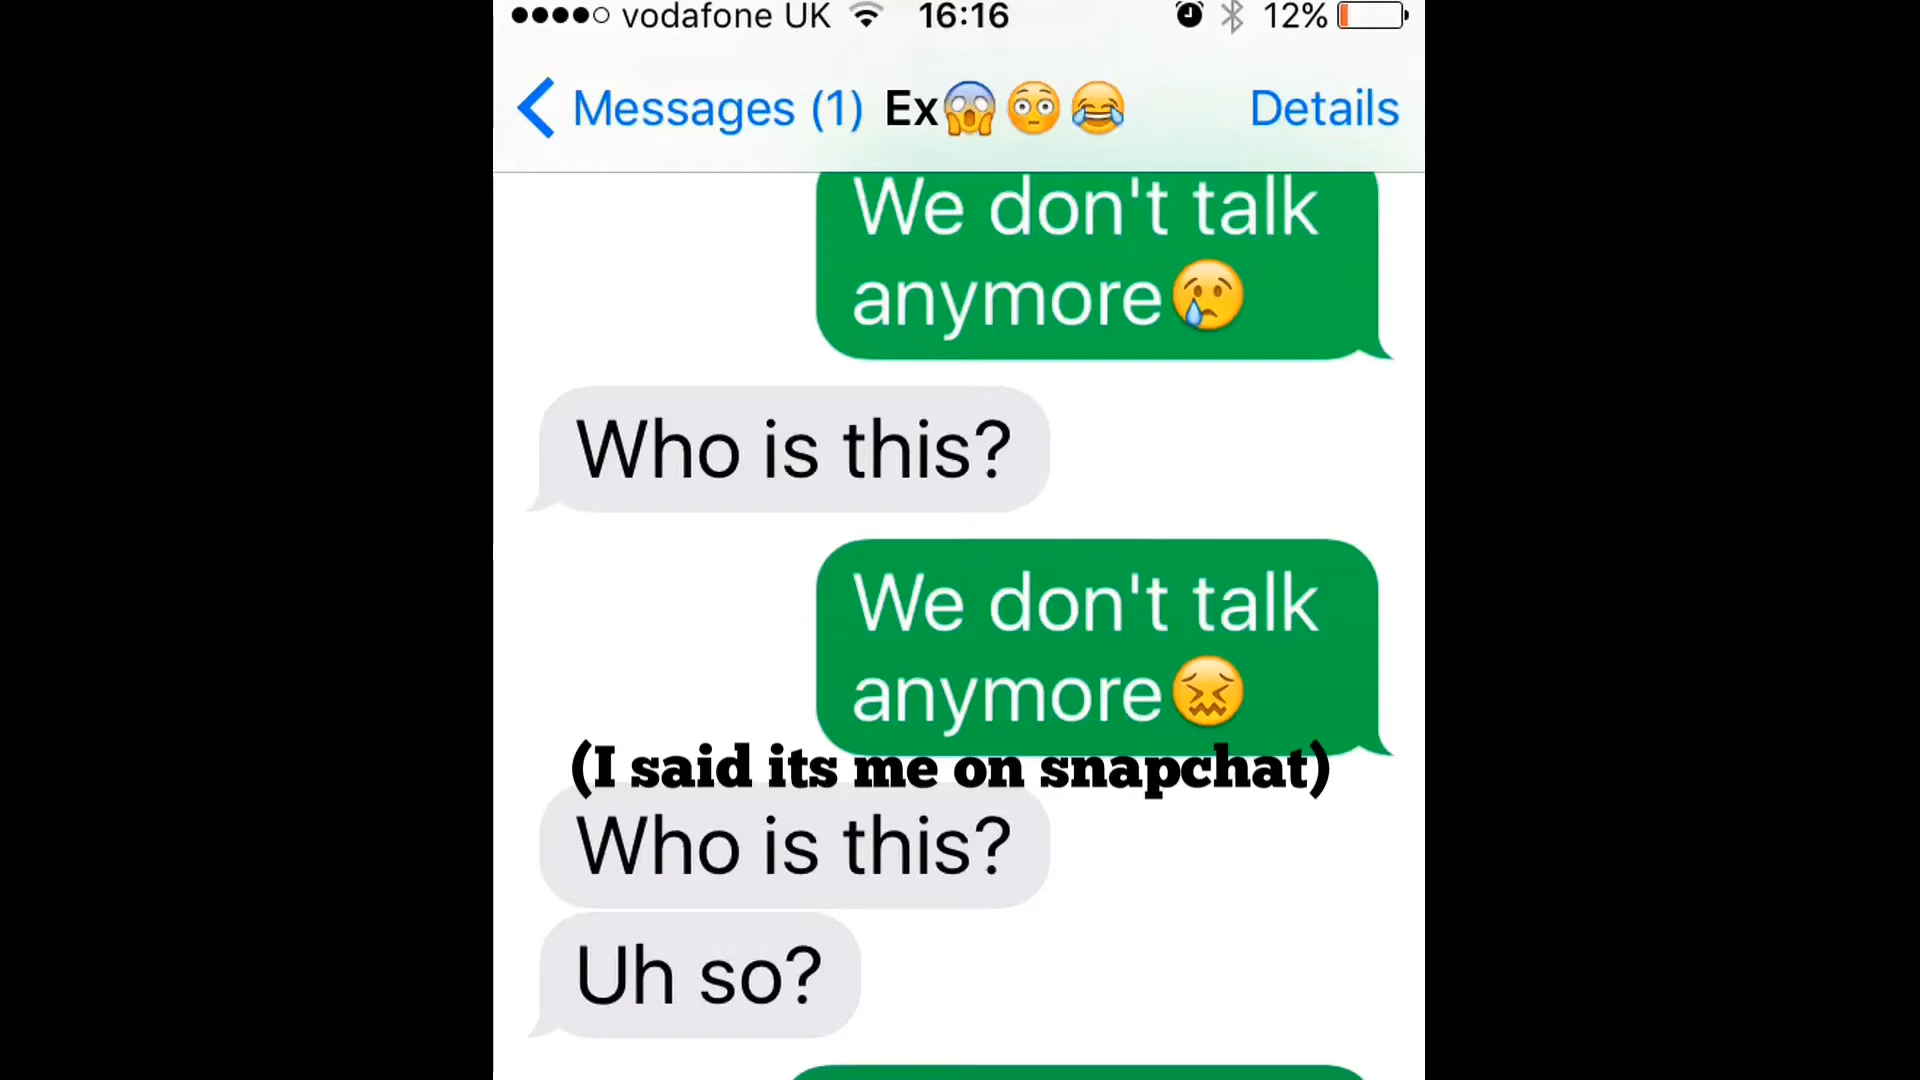 vodafone UK 16:16 12%
Messages (1) Ex😱😳😂 Details
We don't talk
anymore😢
Who is this?
We don't talk
anymore😖
(I said its me on snapchat)
Who is this?
Uh so?